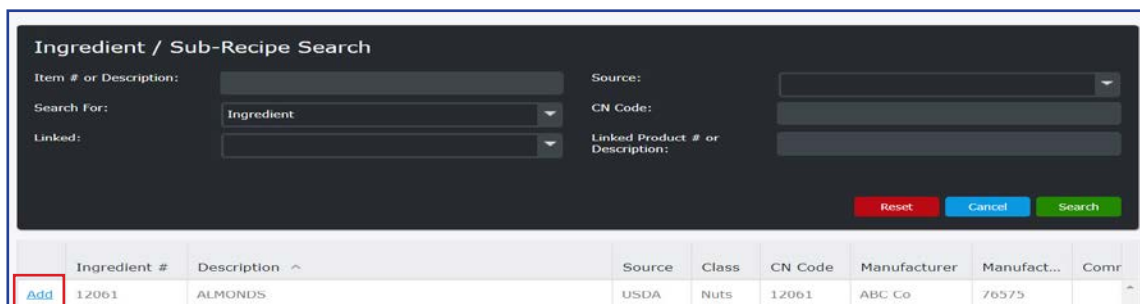 Ingredient / Sub-Recipe Search
Item # or Description:
Source:
Search For:
Ingredient
CN Code:
Linked:
Linked Product # or
Description:
Reset Cancel Search
Ingredient # Description Source Class CN Code Manufacturer Manufact... Comr
Add 12061 ALMONDS USDA Nuts 12061 ABC Co 76575